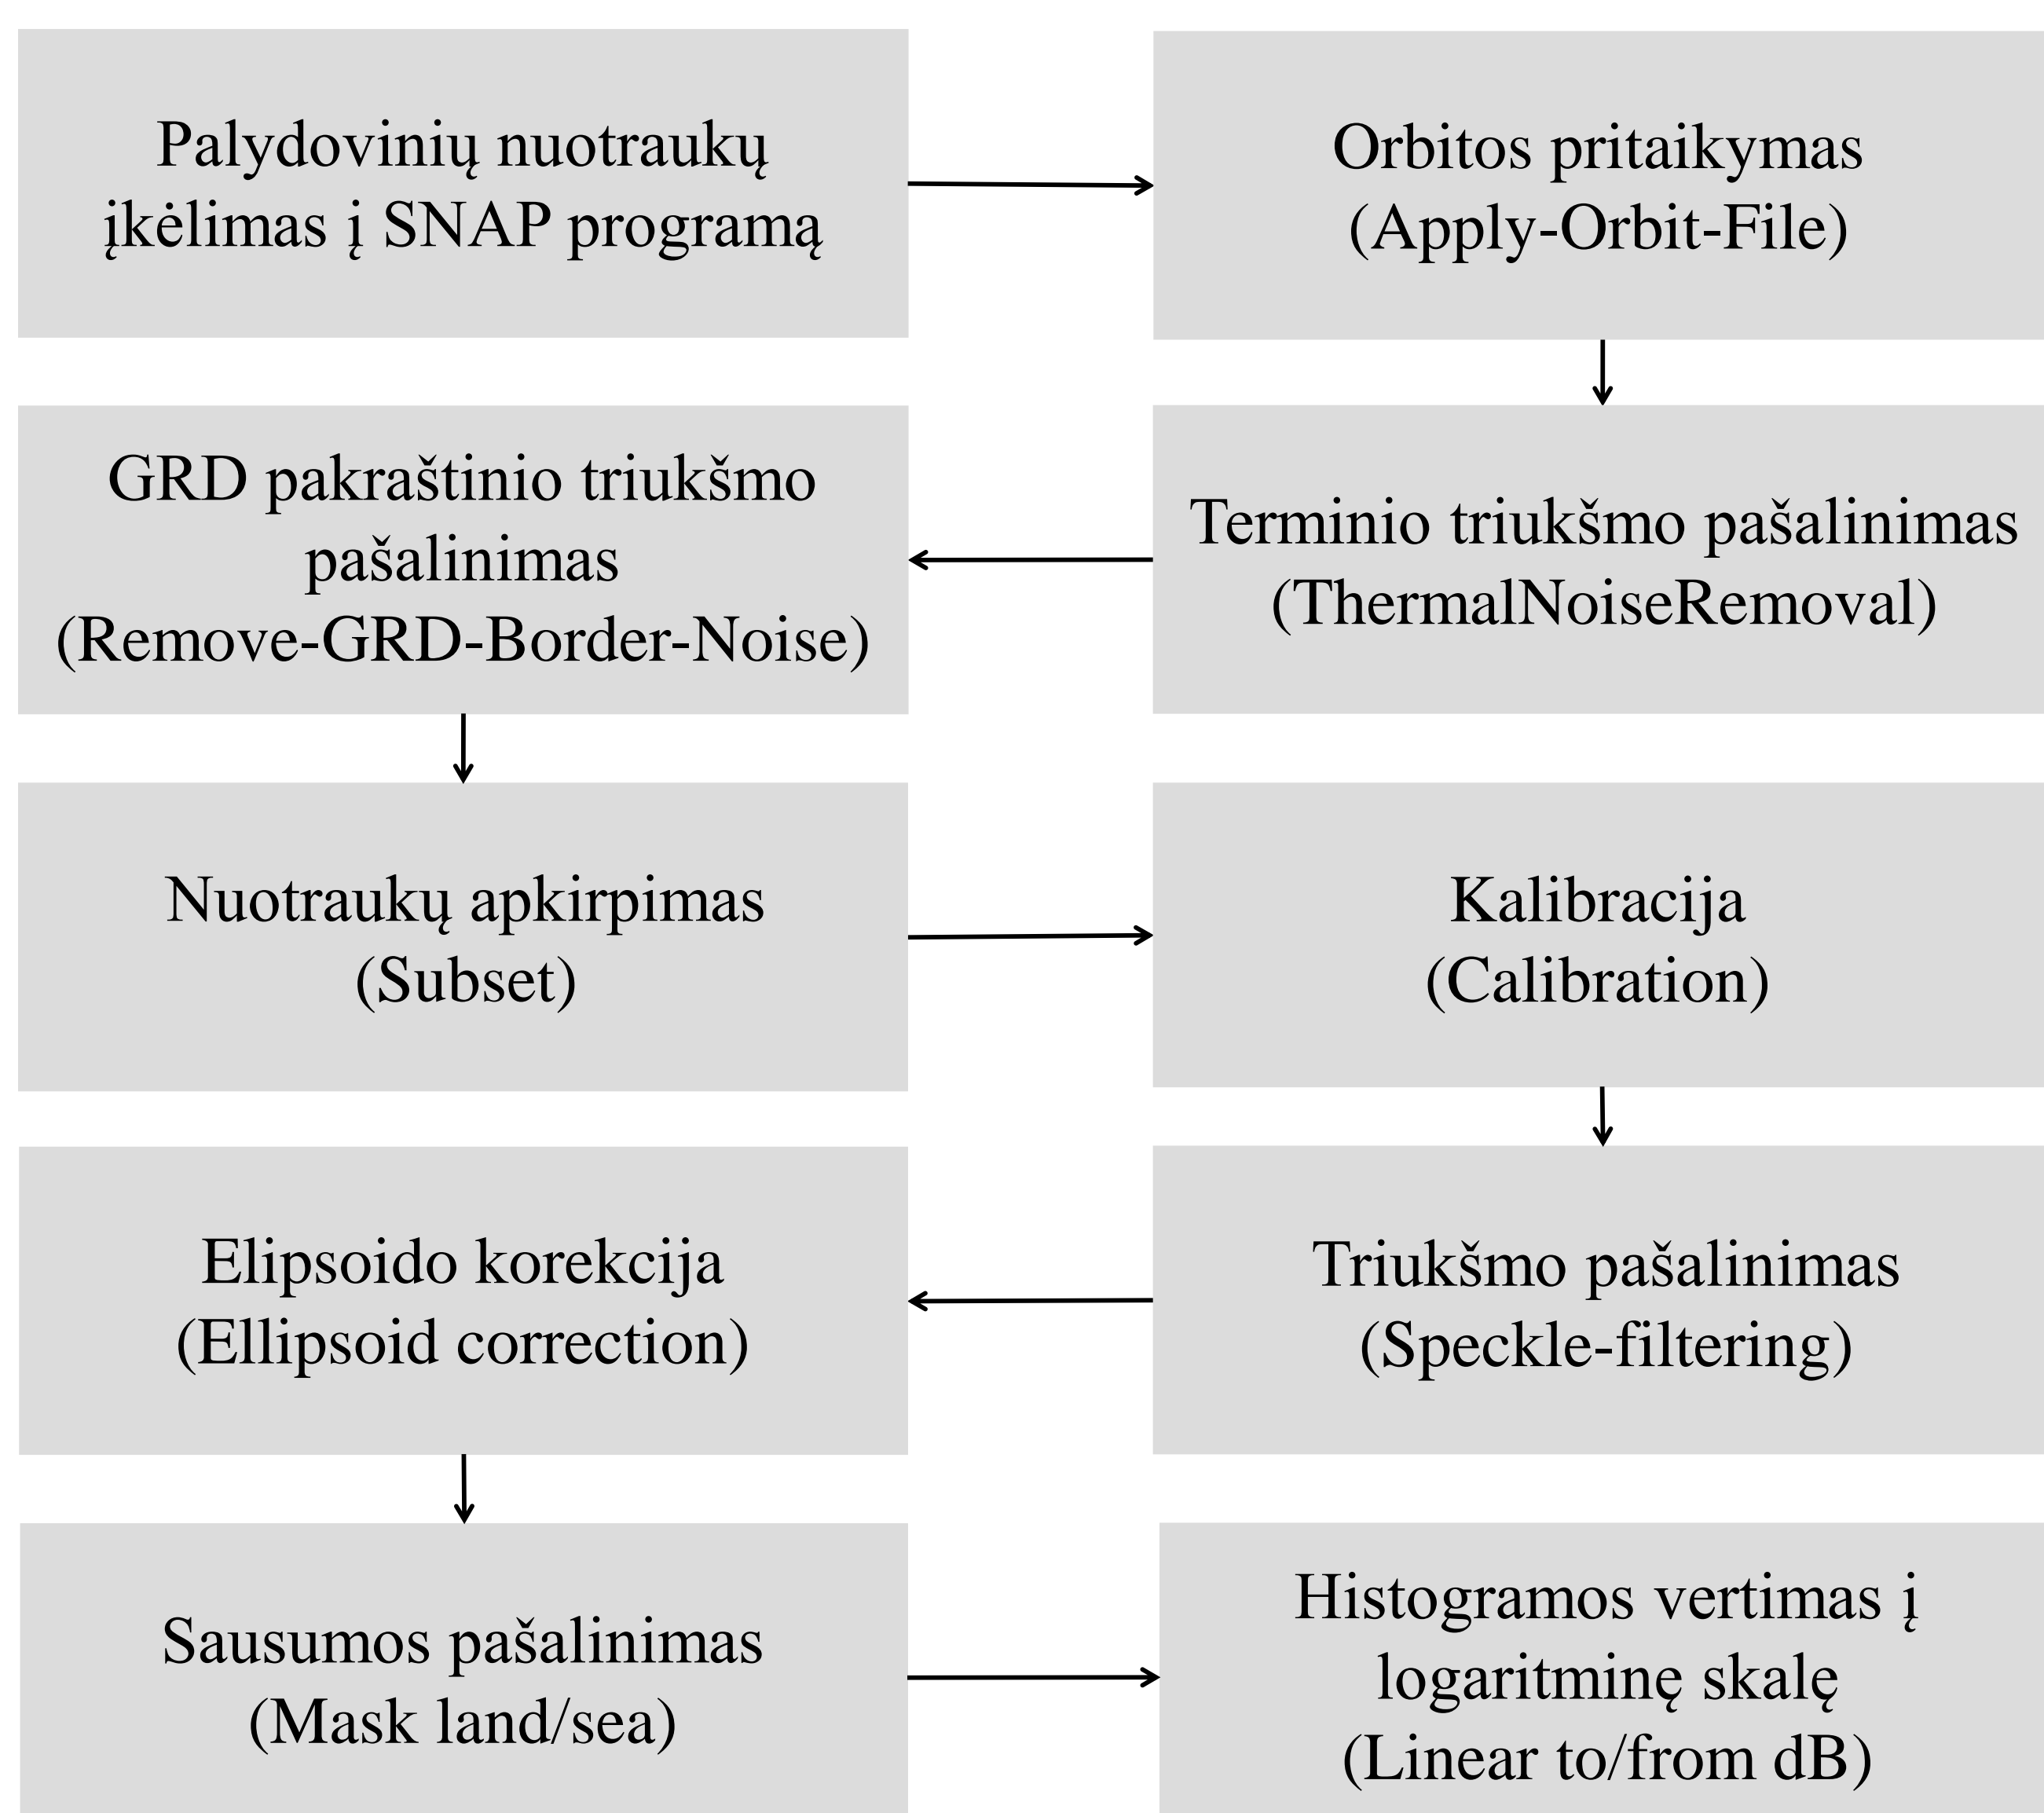 Palydovinių nuotraukų
įkėlimas į SNAP programą
Orbitos pritaikymas
(Apply-Orbit-File)
Terminio triukšmo pašalinimas
(ThermalNoiseRemoval)
GRD pakraštinio triukšmo
pašalinimas
(Remove-GRD-Border-Noise)
Nuotraukų apkirpimas
(Subset)
Kalibracija
(Calibration)
Triukšmo pašalinimas
(Speckle-filtering)
Elipsoido korekcija
(Ellipsoid correction)
Sausumos pašalinimas
(Mask land/sea)
Histogramos vertimas į
logaritminę skalę
(Linear to/from dB)